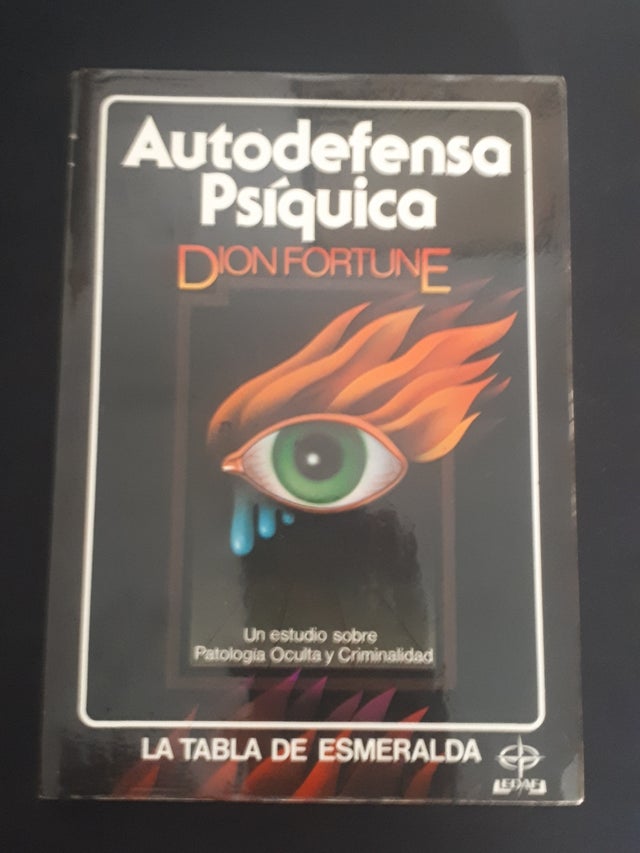 Autodefensa
Psíquica
DION FORTUNE
Un estudio sobre
Patología Oculta y Criminalidad
LA TABLA DE ESMERALDA
EDAF